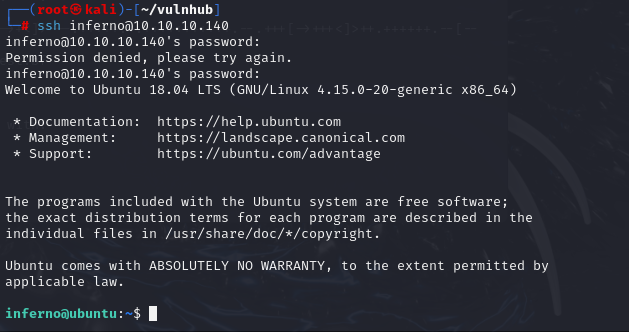 ┌──(root㉿kali)-[~/vulnhub]
└─# ssh inferno@10.10.10.140
inferno@10.10.10.140's password:
Permission denied, please try again.
inferno@10.10.10.140's password:
Welcome to Ubuntu 18.04 LTS (GNU/Linux 4.15.0-20-generic x86_64)
* Documentation:  https://help.ubuntu.com
* Management:     https://landscape.canonical.com
* Support:        https://ubuntu.com/advantage
The programs included with the Ubuntu system are free software;
the exact distribution terms for each program are described in the
individual files in /usr/share/doc/*/copyright.
Ubuntu comes with ABSOLUTELY NO WARRANTY, to the extent permitted by
applicable law.
inferno@ubuntu:~$